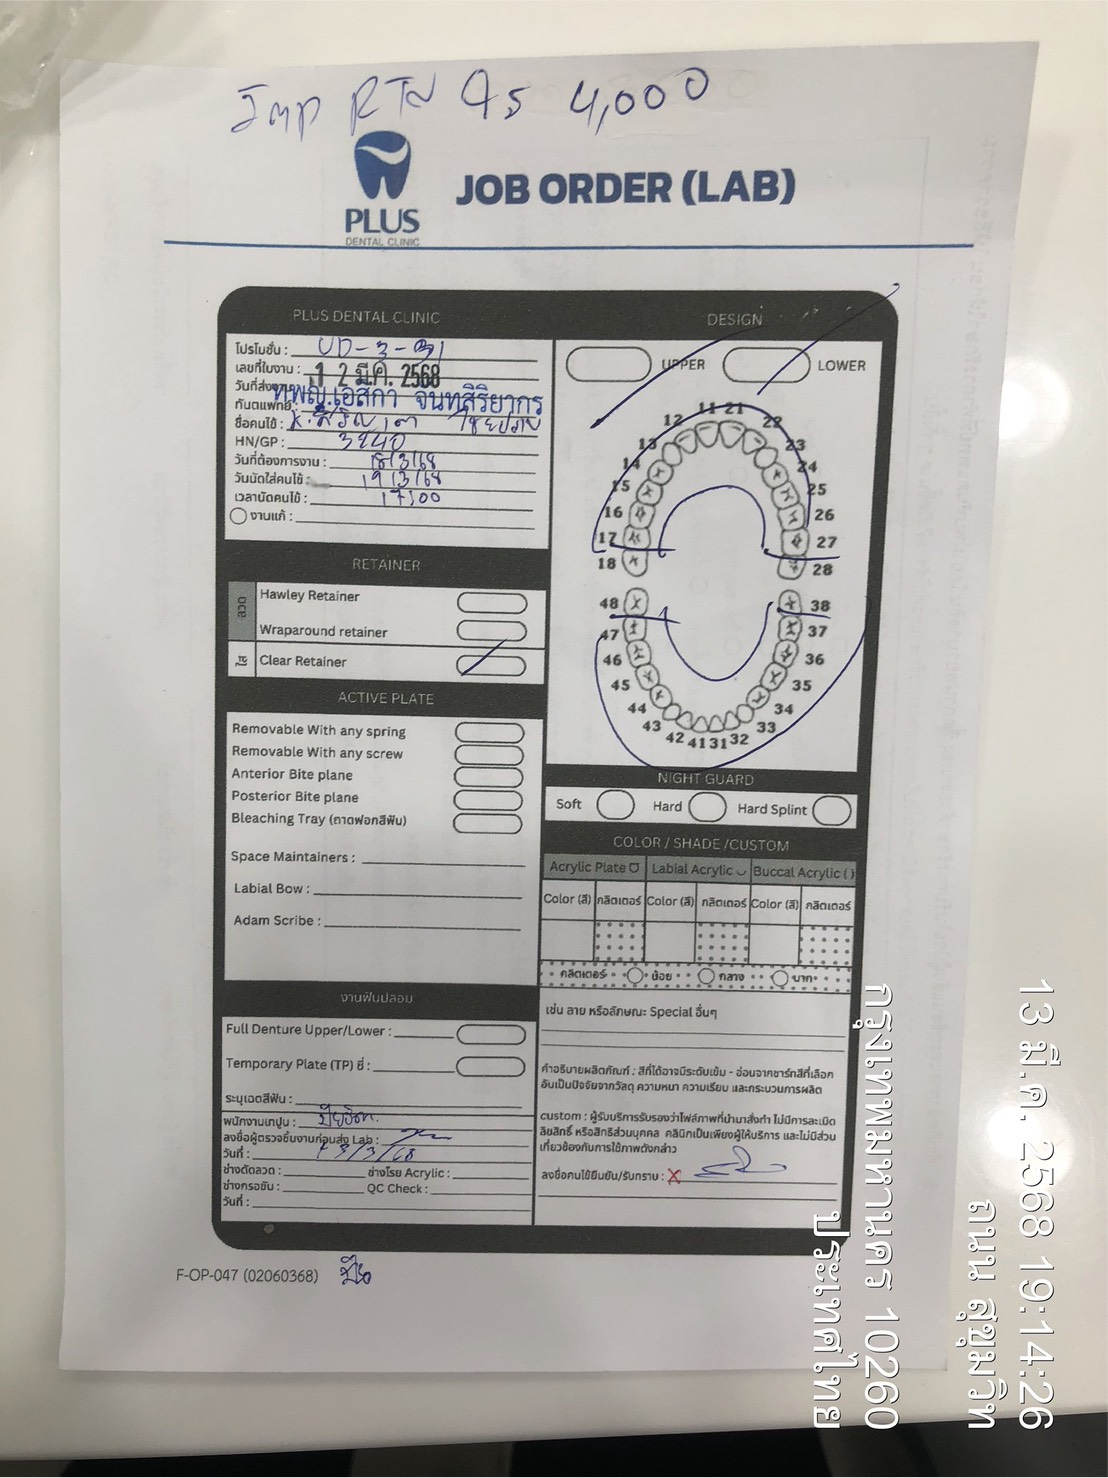 Imp RTN ใส 4,000
PLUS
DENTAL CLINIC
JOB ORDER (LAB)
PLUS DENTAL CLINIC
โปรโมชั่น : UD-3-
เลขที่ใบงาน :
วันที่ส่งงาน: 12 มี.ค. 2568
ทันตแพทย์: ทพญ.เอสิกา จันทสิริยากร
ชื่อคนไข้ : K.
HN/GP : 3240
วันที่ต้องการงาน : 18/3/68
วันนัดใส่คนไข้ : 19/3/68
เวลานัดคนไข้ : 17:00
งานแก้ :
RETAINER
ลวด
Hawley Retainer
Wraparound retainer
ใส
Clear Retainer
ACTIVE PLATE
Removable With any spring
Removable With any screw
Anterior Bite plane
Posterior Bite plane
Bleaching Tray (ถาดฟอกสีฟัน)
Space Maintainers :
Labial Bow :
Adam Scribe :
งานฟันปลอม
Full Denture Upper/Lower :
Temporary Plate (TP) ซี่ :
ระบุเฉดสีฟัน :
พนักงานเทปูน :
ลงชื่อผู้ตรวจชิ้นงานก่อนส่ง Lab :
วันที่ : 13/3/68
ช่างดัดลวด : ช่างโรย Acrylic :
ช่างกรอขัด : QC Check :
วันที่ :
DESIGN
UPPER LOWER
11 21
12 22
13 23
14 24
15 25
16 26
17 27
18 28
48 38
47 37
46 36
45 35
44 34
43 33
42 41 31 32
NIGHT GUARD
Soft Hard Hard Splint
COLOR / SHADE /CUSTOM
Acrylic Plate Labial Acrylic Buccal Acrylic ( )
Color (สี) กลิตเตอร์ Color (สี) กลิตเตอร์ Color (สี) กลิตเตอร์
กลิตเตอร์ น้อย กลาง มาก
เช่น ลาย หรือลักษณะ Special อื่นๆ
คำอธิบายผลิตภัณฑ์ : สีที่ได้อาจมีระดับเข้ม - อ่อนจากชาร์ทสีที่เลือก
อันเป็นปัจจัยจากวัสดุ ความหนา ความเรียบ และกระบวนการผลิต
custom : ผู้รับบริการรับรองว่าไฟล์ภาพที่นำมาสั่งทำ ไม่มีการละเมิด
ลิขสิทธิ์ หรือสิทธิส่วนบุคคล คลินิกเป็นเพียงผู้ให้บริการ และไม่มีส่วน
เกี่ยวข้องกับการใช้ภาพดังกล่าว
ลงชื่อคนไข้ยืนยัน/รับทราบ : X
F-OP-047 (02060368)
13 มี.ค. 2568 19:14:26
ถนน สุขุมวิท
กรุงเทพมหานคร 10260
ประเทศไทย